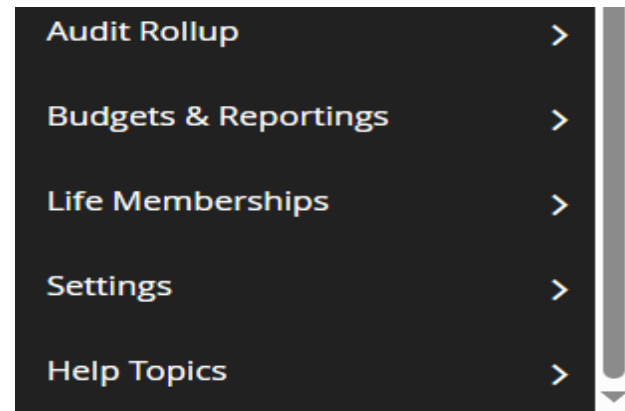 Audit Rollup
Budgets & Reportings
Life Memberships
Settings
Help Topics